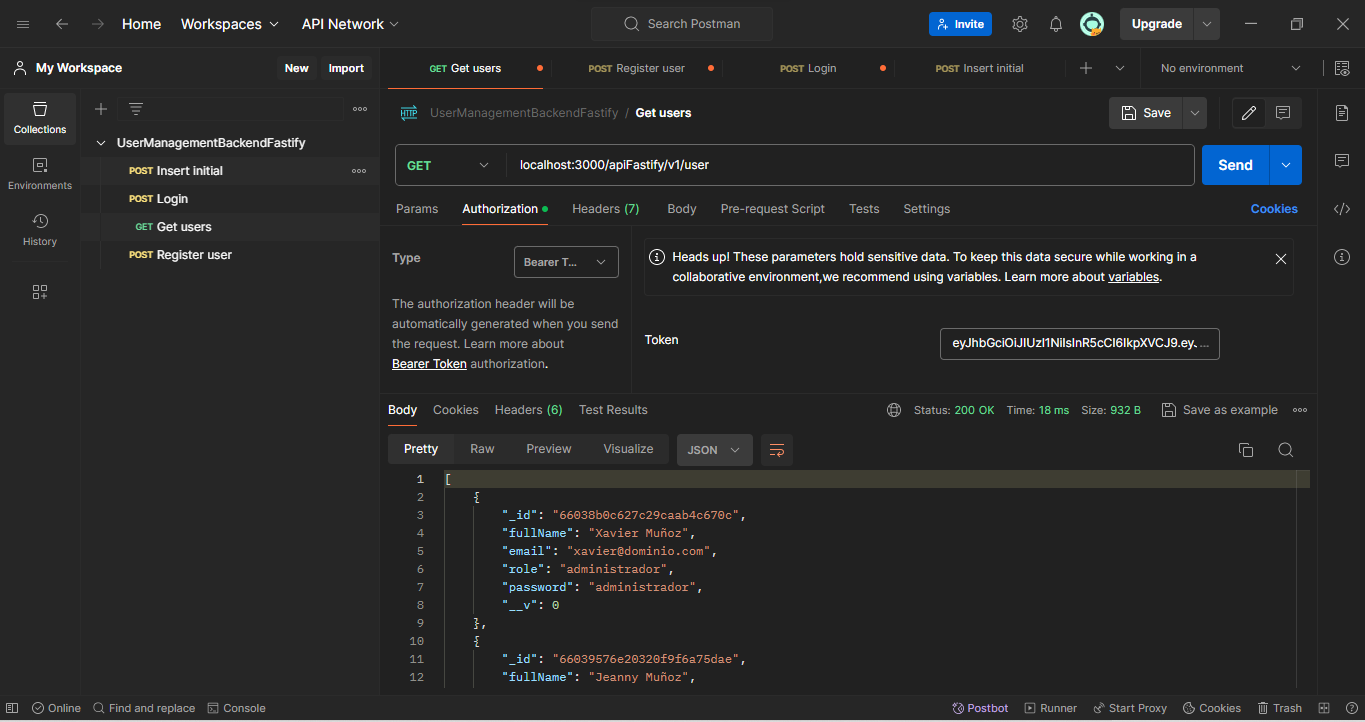 Home Workspaces API Network Search Postman Invite Upgrade
My Workspace New Import GET Get users POST Register user POST Login POST Insert initial No environment
Collections
Environments
History
UserManagementBackendFastify
POST Insert initial
POST Login
GET Get users
POST Register user
HTTP UserManagementBackendFastify / Get users Save
GET localhost:3000/apiFastify/v1/user Send
Params Authorization Headers (7) Body Pre-request Script Tests Settings Cookies
Type Bearer T...
The authorization header will be
automatically generated when you send
the request. Learn more about
Bearer Token authorization.
Heads up! These parameters hold sensitive data. To keep this data secure while working in a
collaborative environment,we recommend using variables. Learn more about variables.
Token eyJhbGciOiJIUzI1NiIsInR5cCI6IkpXVCJ9.eyJ...
Body Cookies Headers (6) Test Results Status: 200 OK Time: 18 ms Size: 932 B Save as example
Pretty Raw Preview Visualize JSON
1 [
2 {
3 "_id": "66038b0c627c29caab4c670c",
4 "fullName": "Xavier Muñoz",
5 "email": "xavier@dominio.com",
6 "role": "administrador",
7 "password": "administrador",
8 "__v": 0
9 },
10 {
11 "_id": "66039576e20320f9f6a75dae",
12 "fullName": "Jeanny Muñoz",
Online Find and replace Console Postbot Runner Start Proxy Cookies Trash